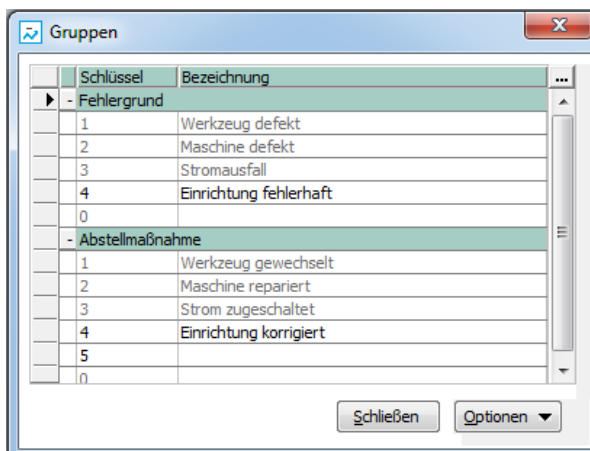 Gruppen
Schlüssel Bezeichnung ...
- Fehlergrund
1 Werkzeug defekt
2 Maschine defekt
3 Stromausfall
4 Einrichtung fehlerhaft
0
- Abstellmaßnahme
1 Werkzeug gewechselt
2 Maschine repariert
3 Strom zugeschaltet
4 Einrichtung korrigiert
5
0
Schließen Optionen